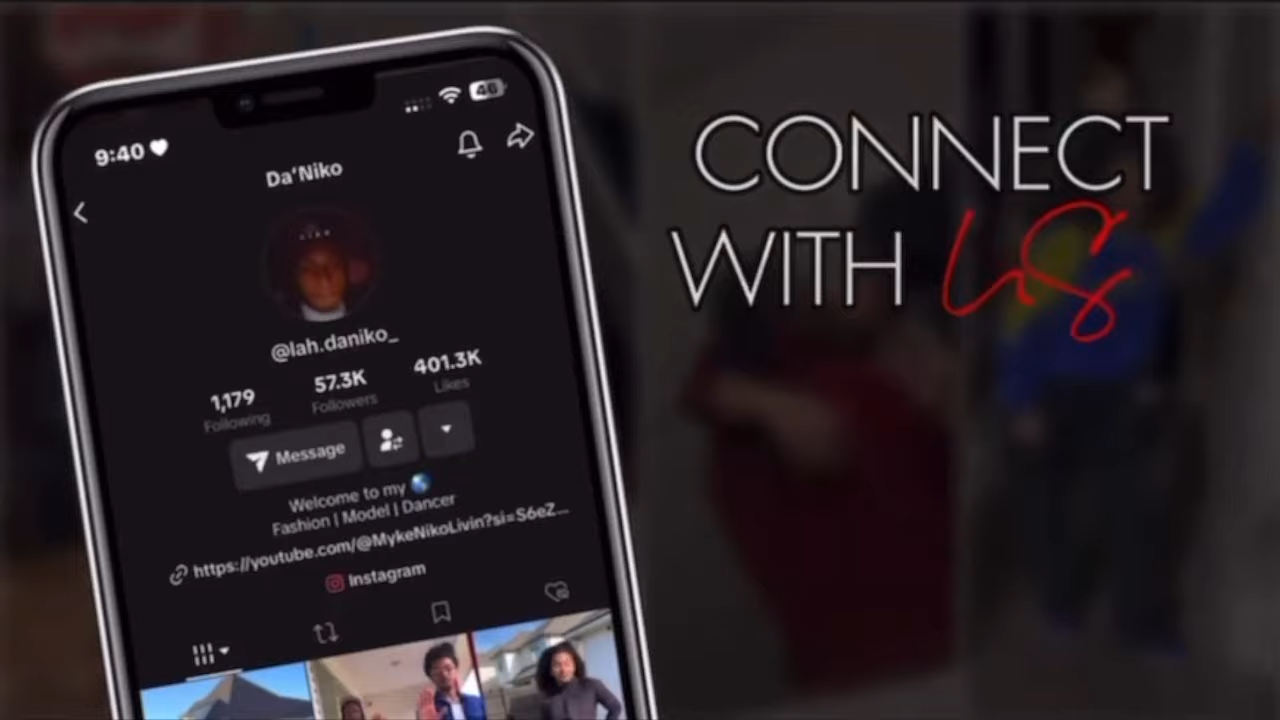 9:40
46
Da'Niko
@lah.daniko_
1,179
Following
57.3K
Followers
401.3K
Likes
Message
Welcome to my 🌎
Fashion | Model | Dancer
https://youtube.com/@MykeNikoLivin?si=S6eZ...
Instagram
CONNECT
WITH US